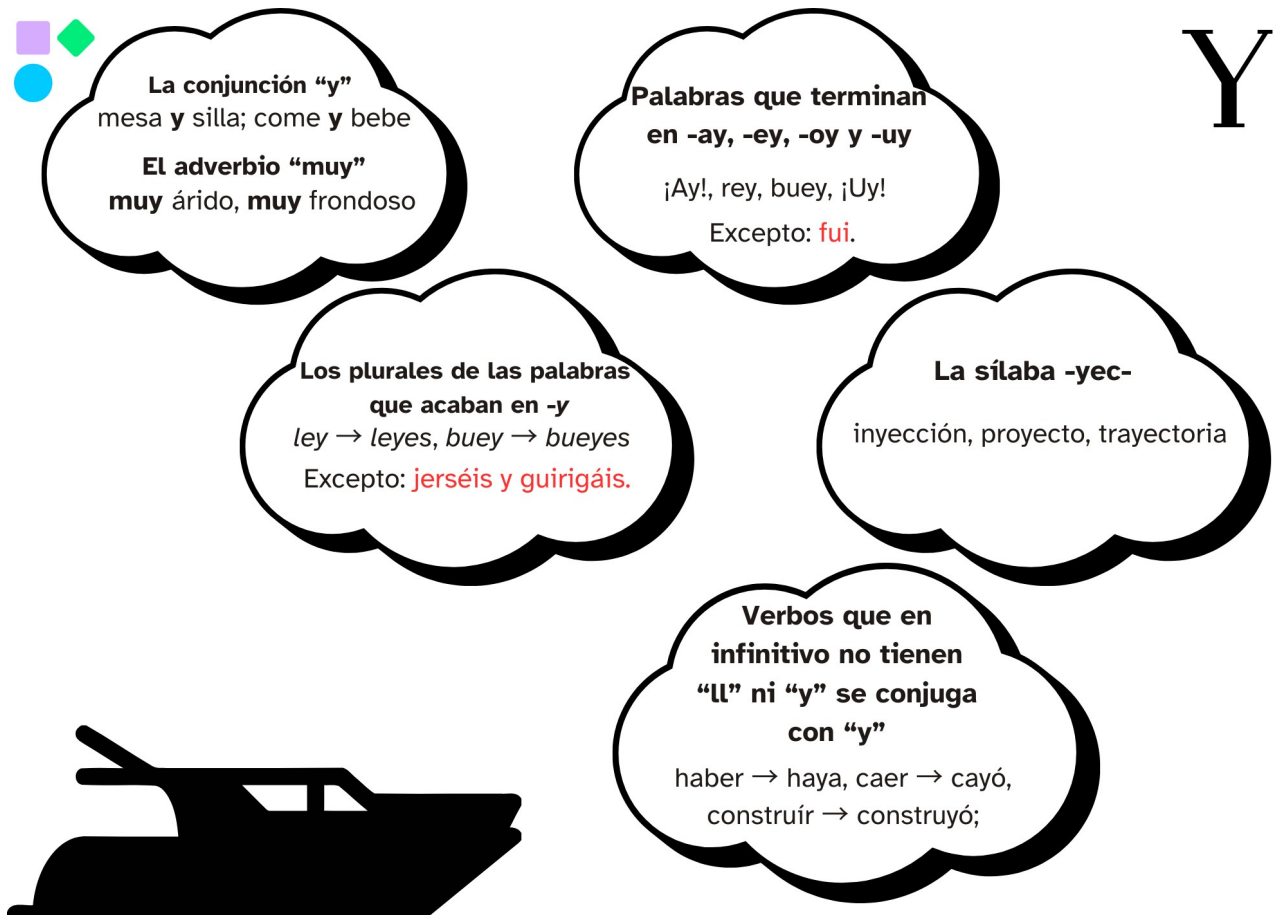 La conjunción “y”
mesa y silla; come y bebe
El adverbio “muy”
muy árido, muy frondoso
Palabras que terminan
en -ay, -ey, -oy y -uy
¡Ay!, rey, buey, ¡Uy!
Excepto: fui.
Y
Los plurales de las palabras
que acaban en -y
ley → leyes, buey → bueyes
Excepto: jerséis y guirigáis.
La sílaba -yec-
inyección, proyecto, trayectoria
Verbos que en
infinitivo no tienen
“ll” ni “y” se conjuga
con “y”
haber → haya, caer → cayó,
construír → construyó;